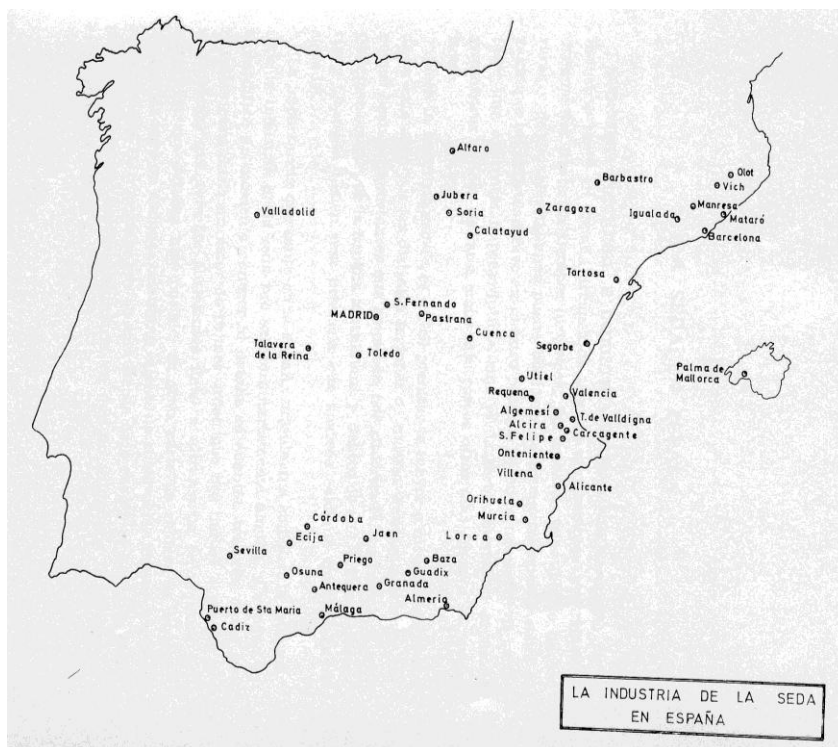 Alfaro
Barbastro
Olot
Vich
Jubera
Soria
Zaragoza
Manresa
Igualada
Mataró
Valladolid
Calatayud
Barcelona
Tortosa
S. Fernando
MADRID
Pastrana
Cuenca
Segorbe
Talavera
de la Reina
Toledo
Palma de
Mallorca
Utiel
Requena
Valencia
Algemesí
T. de Valldigna
Alcira
Carcagente
S. Felipe
Onteniente
Villena
Alicante
Orihuela
Murcia
Córdoba
Lorca
Ecija
Jaen
Sevilla
Priego
Baza
Guadix
Osuna
Antequera
Granada
Almeria
Puerto de Sta Maria
Málaga
Cadiz
LA INDUSTRIA DE LA SEDA
EN ESPAÑA